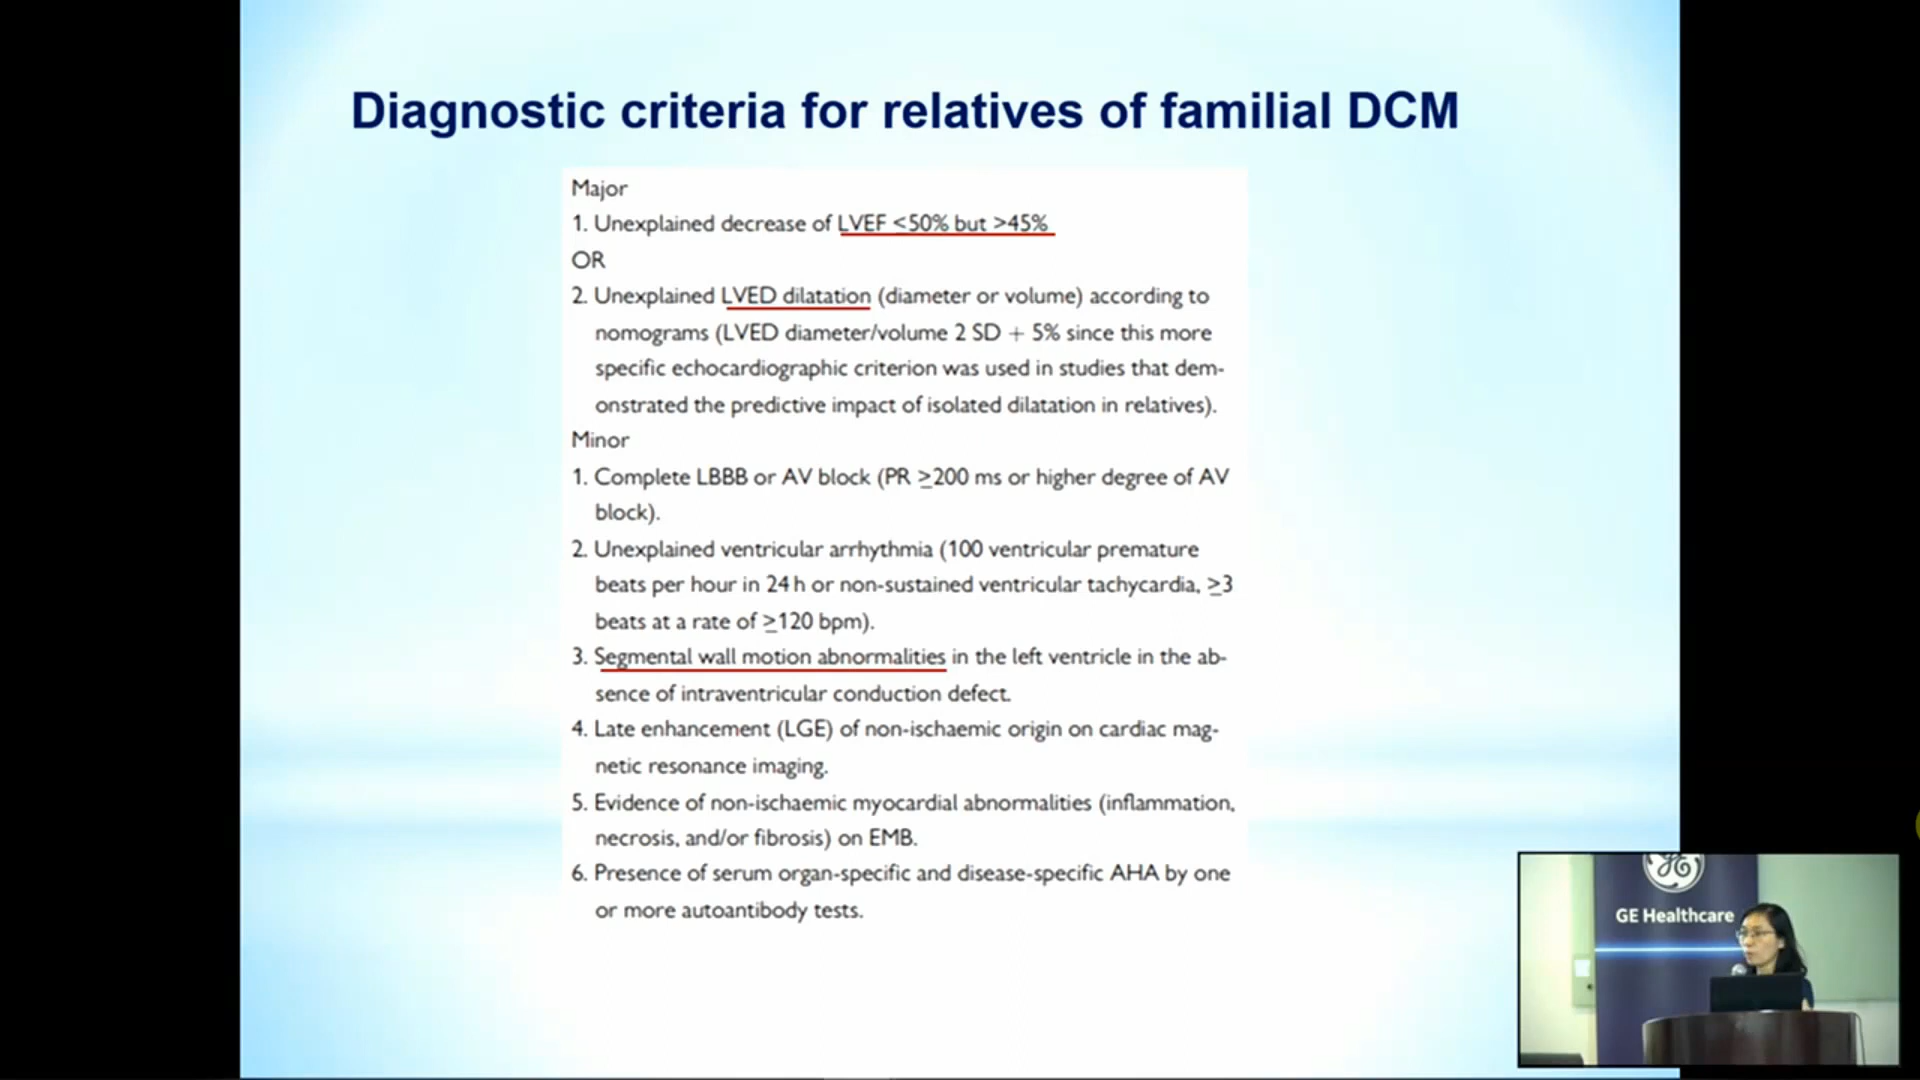 Diagnostic criteria for relatives of familial DCM
Major
1. Unexplained decrease of LVEF <50% but >45%
OR
2. Unexplained LVED dilatation (diameter or volume) according to
nomograms (LVED diameter/volume 2 SD + 5% since this more
specific echocardiographic criterion was used in studies that dem-
onstrated the predictive impact of isolated dilatation in relatives).
Minor
1. Complete LBBB or AV block (PR ≥200 ms or higher degree of AV
block).
2. Unexplained ventricular arrhythmia (100 ventricular premature
beats per hour in 24 h or non-sustained ventricular tachycardia, ≥3
beats at a rate of ≥120 bpm).
3. Segmental wall motion abnormalities in the left ventricle in the ab-
sence of intraventricular conduction defect.
4. Late enhancement (LGE) of non-ischaemic origin on cardiac mag-
netic resonance imaging.
5. Evidence of non-ischaemic myocardial abnormalities (inflammation,
necrosis, and/or fibrosis) on EMB.
6. Presence of serum organ-specific and disease-specific AHA by one
or more autoantibody tests.
GE Healthcare